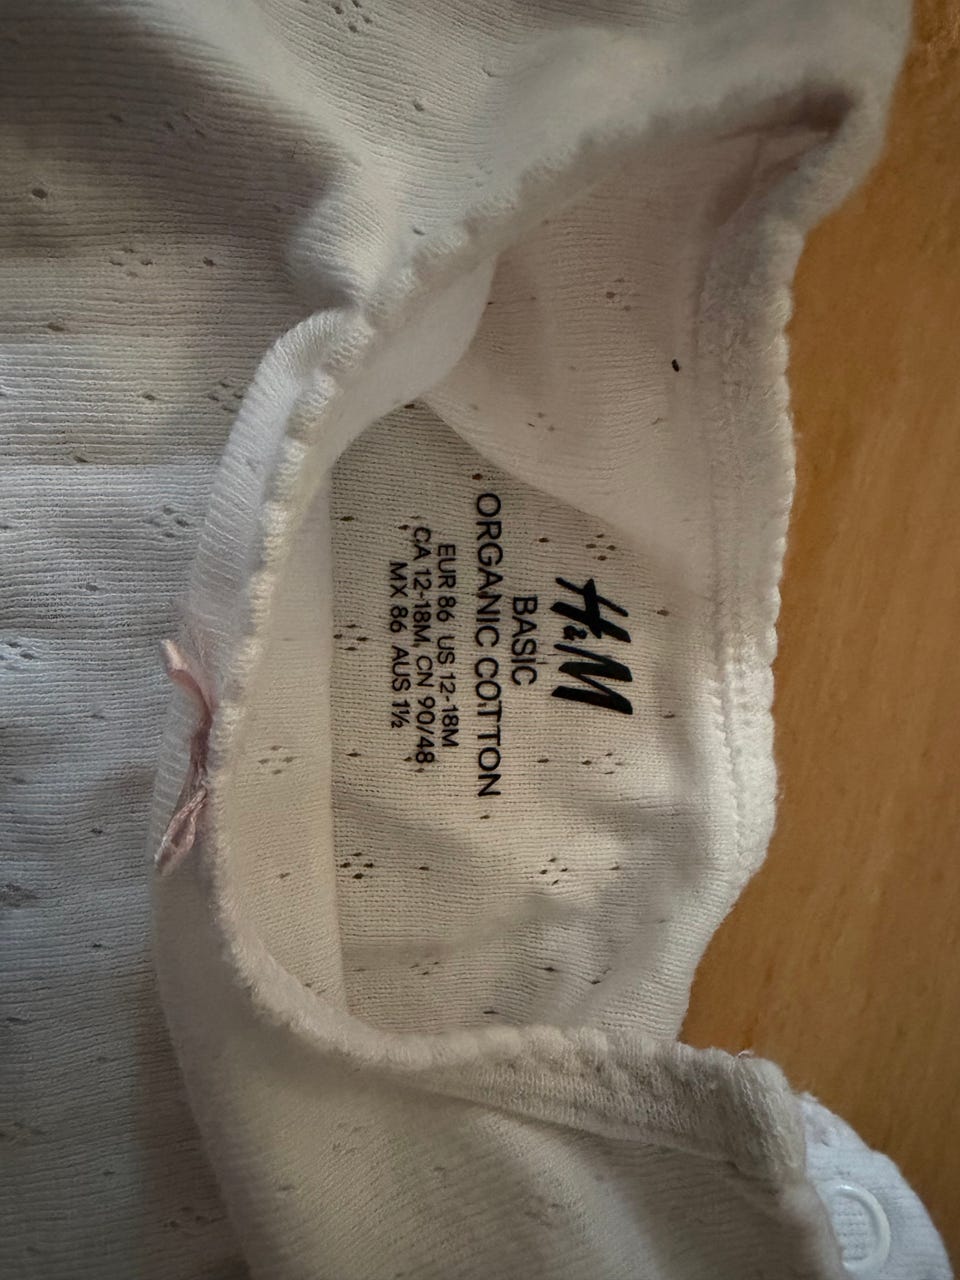 H&M
BASIC
ORGANIC COTTON
EUR 86 US 12-18M
CA 12-18M, CN 90/48,
MX 86 AUS 1½